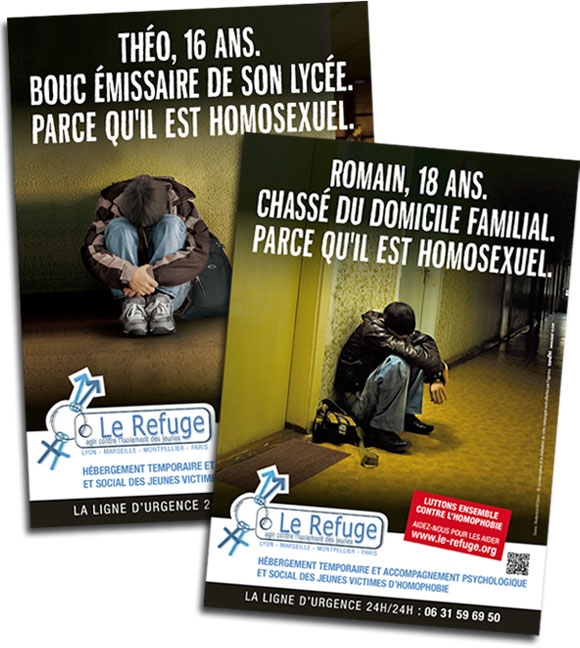 THÉO, 16 ANS.
BOUC ÉMISSAIRE DE SON LYCÉE.
PARCE QU'IL EST HOMOSEXUEL.
Le Refuge
agir contre l'isolement des jeunes
LYON - MARSEILLE - MONTPELLIER - PARIS
HÉBERGEMENT TEMPORAIRE ET
ET SOCIAL DES JEUNES VICTIMES
LA LIGNE D'URGENCE 2
ROMAIN, 18 ANS.
CHASSÉ DU DOMICILE FAMILIAL.
PARCE QU'IL EST HOMOSEXUEL.
LUTTONS ENSEMBLE
CONTRE L'HOMOPHOBIE
AIDEZ-NOUS POUR LES AIDER
www.le-refuge.org
Le Refuge
agir contre l'isolement des jeunes
LYON - MARSEILLE - MONTPELLIER - PARIS
HÉBERGEMENT TEMPORAIRE ET ACCOMPAGNEMENT PSYCHOLOGIQUE
ET SOCIAL DES JEUNES VICTIMES D'HOMOPHOBIE
LA LIGNE D'URGENCE 24H/24H : 06 31 59 69 50